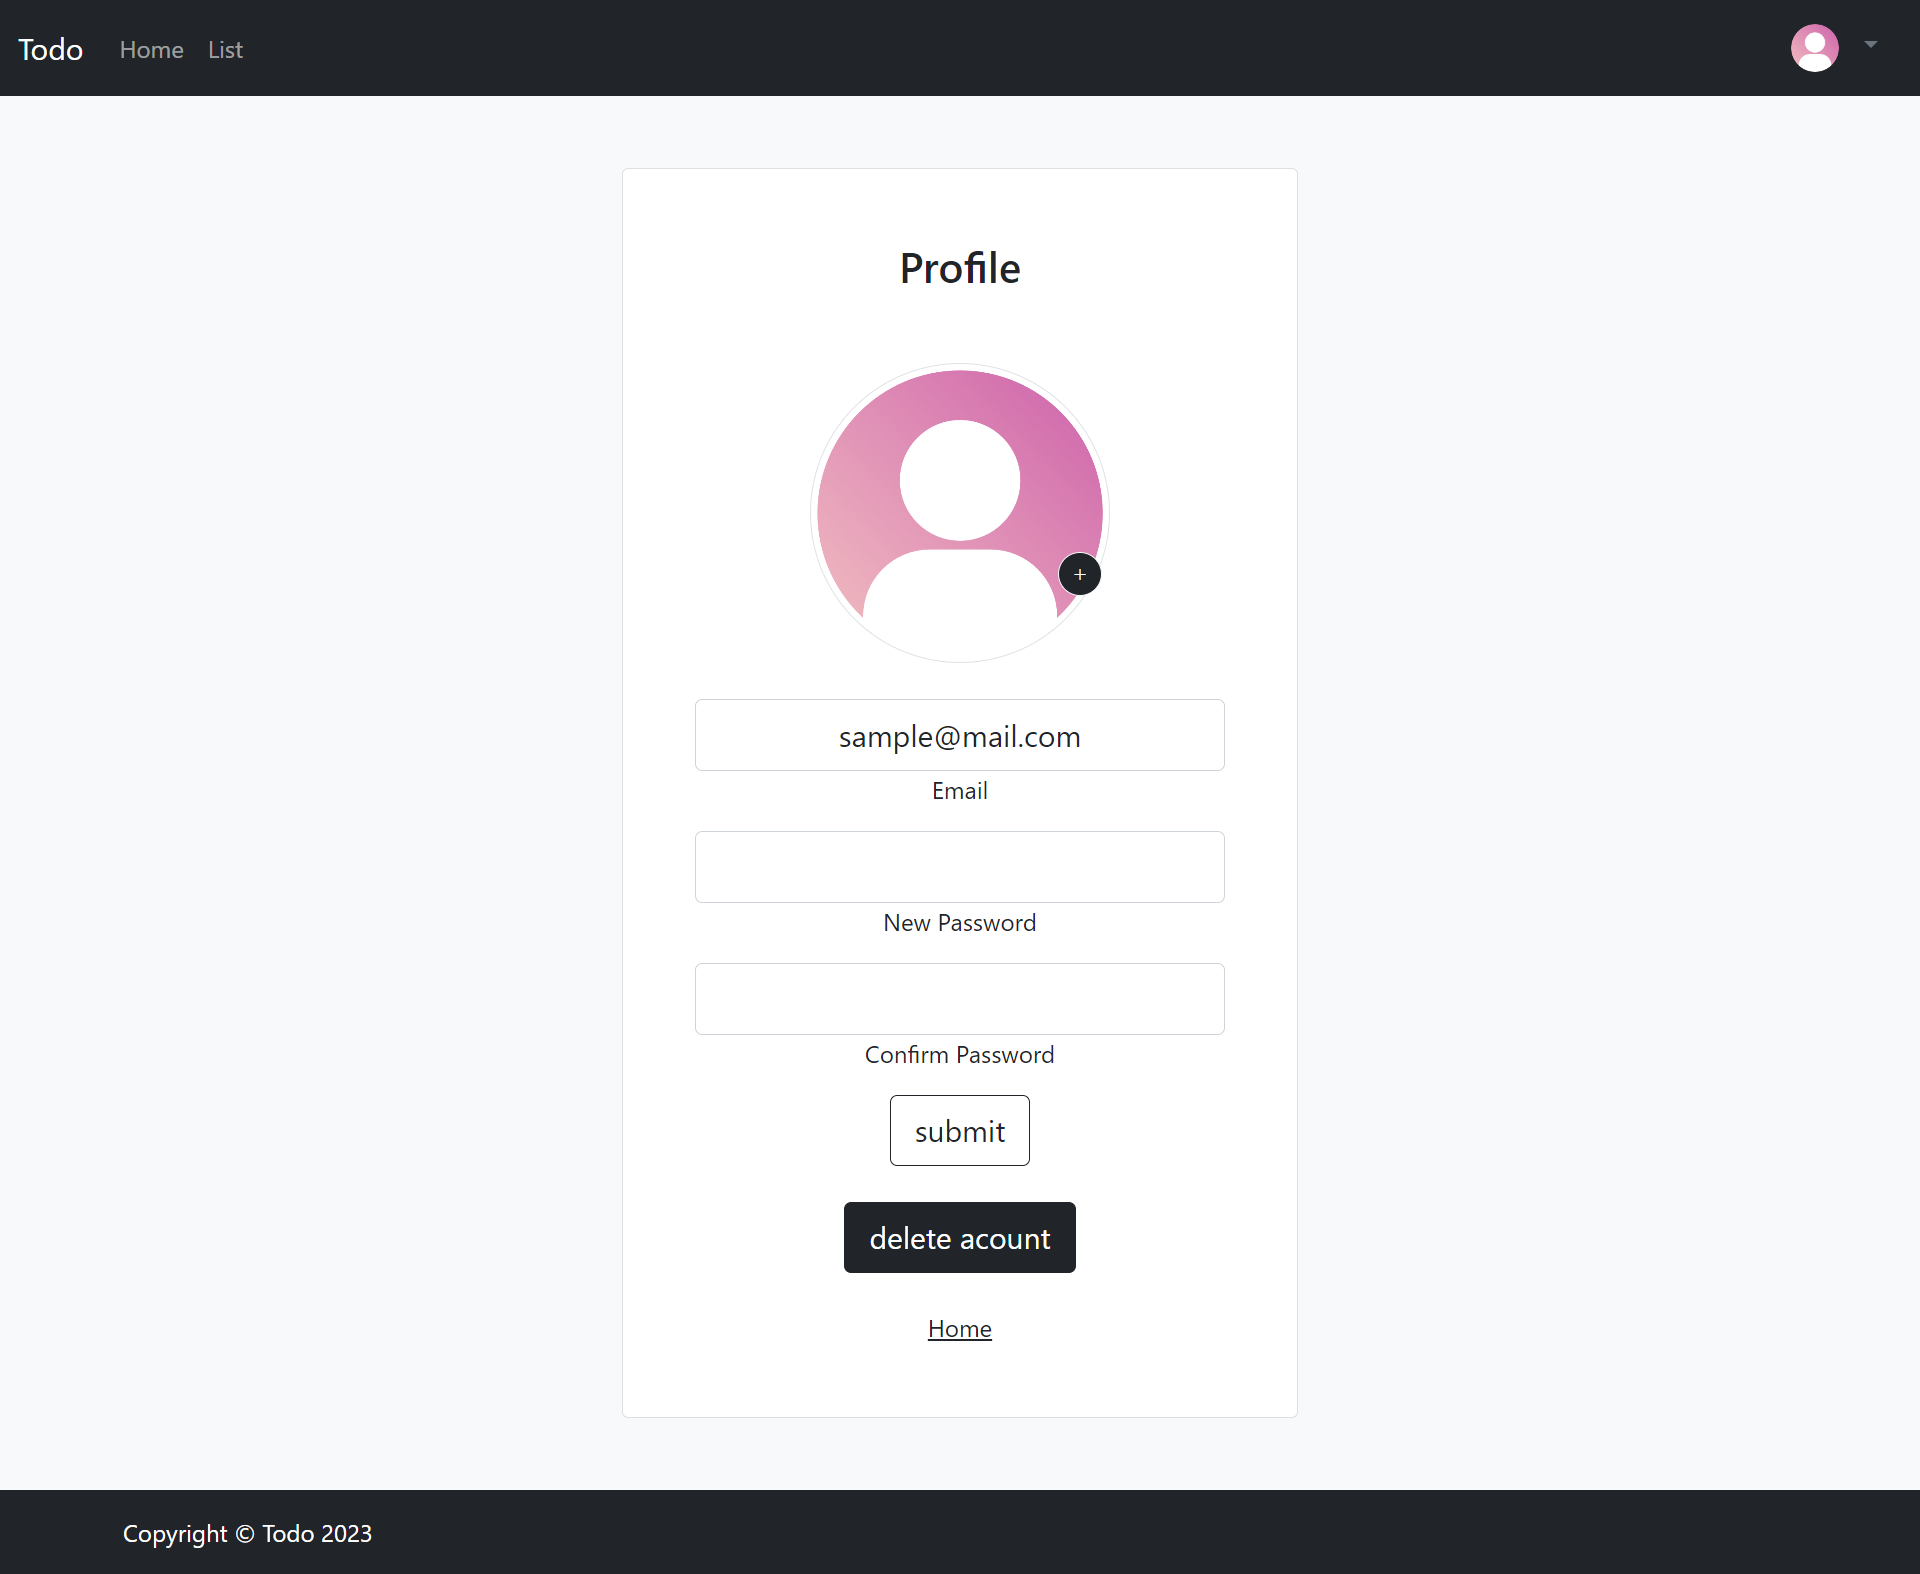 Todo Home List
Profile
+
sample@mail.com
Email
New Password
Confirm Password
submit
delete acount
Home
Copyright © Todo 2023